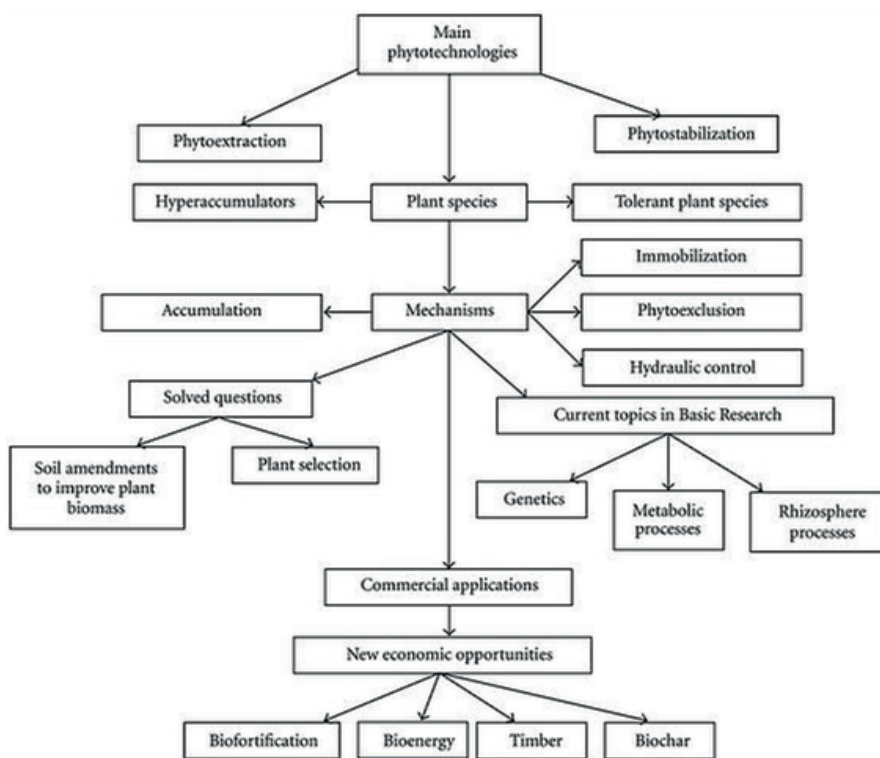 Main
phytotechnologies
Phytoextraction
Phytostabilization
Hyperaccumulators
Plant species
Tolerant plant species
Immobilization
Accumulation
Mechanisms
Phytoexclusion
Hydraulic control
Solved questions
Current topics in Basic Research
Soil amendments
to improve plant
biomass
Plant selection
Genetics
Metabolic
processes
Rhizosphere
processes
Commercial applications
New economic opportunities
Biofortification
Bioenergy
Timber
Biochar